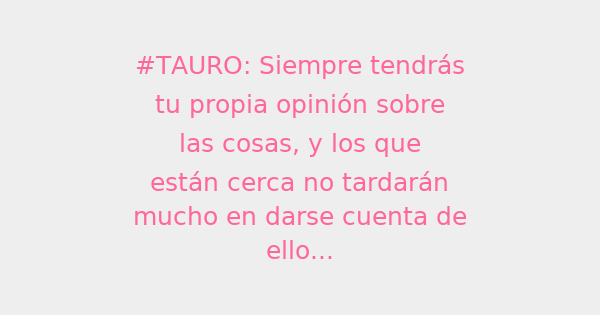 #TAURO: Siempre tendrás
tu propia opinión sobre
las cosas, y los que
están cerca no tardarán
mucho en darse cuenta de
ello...